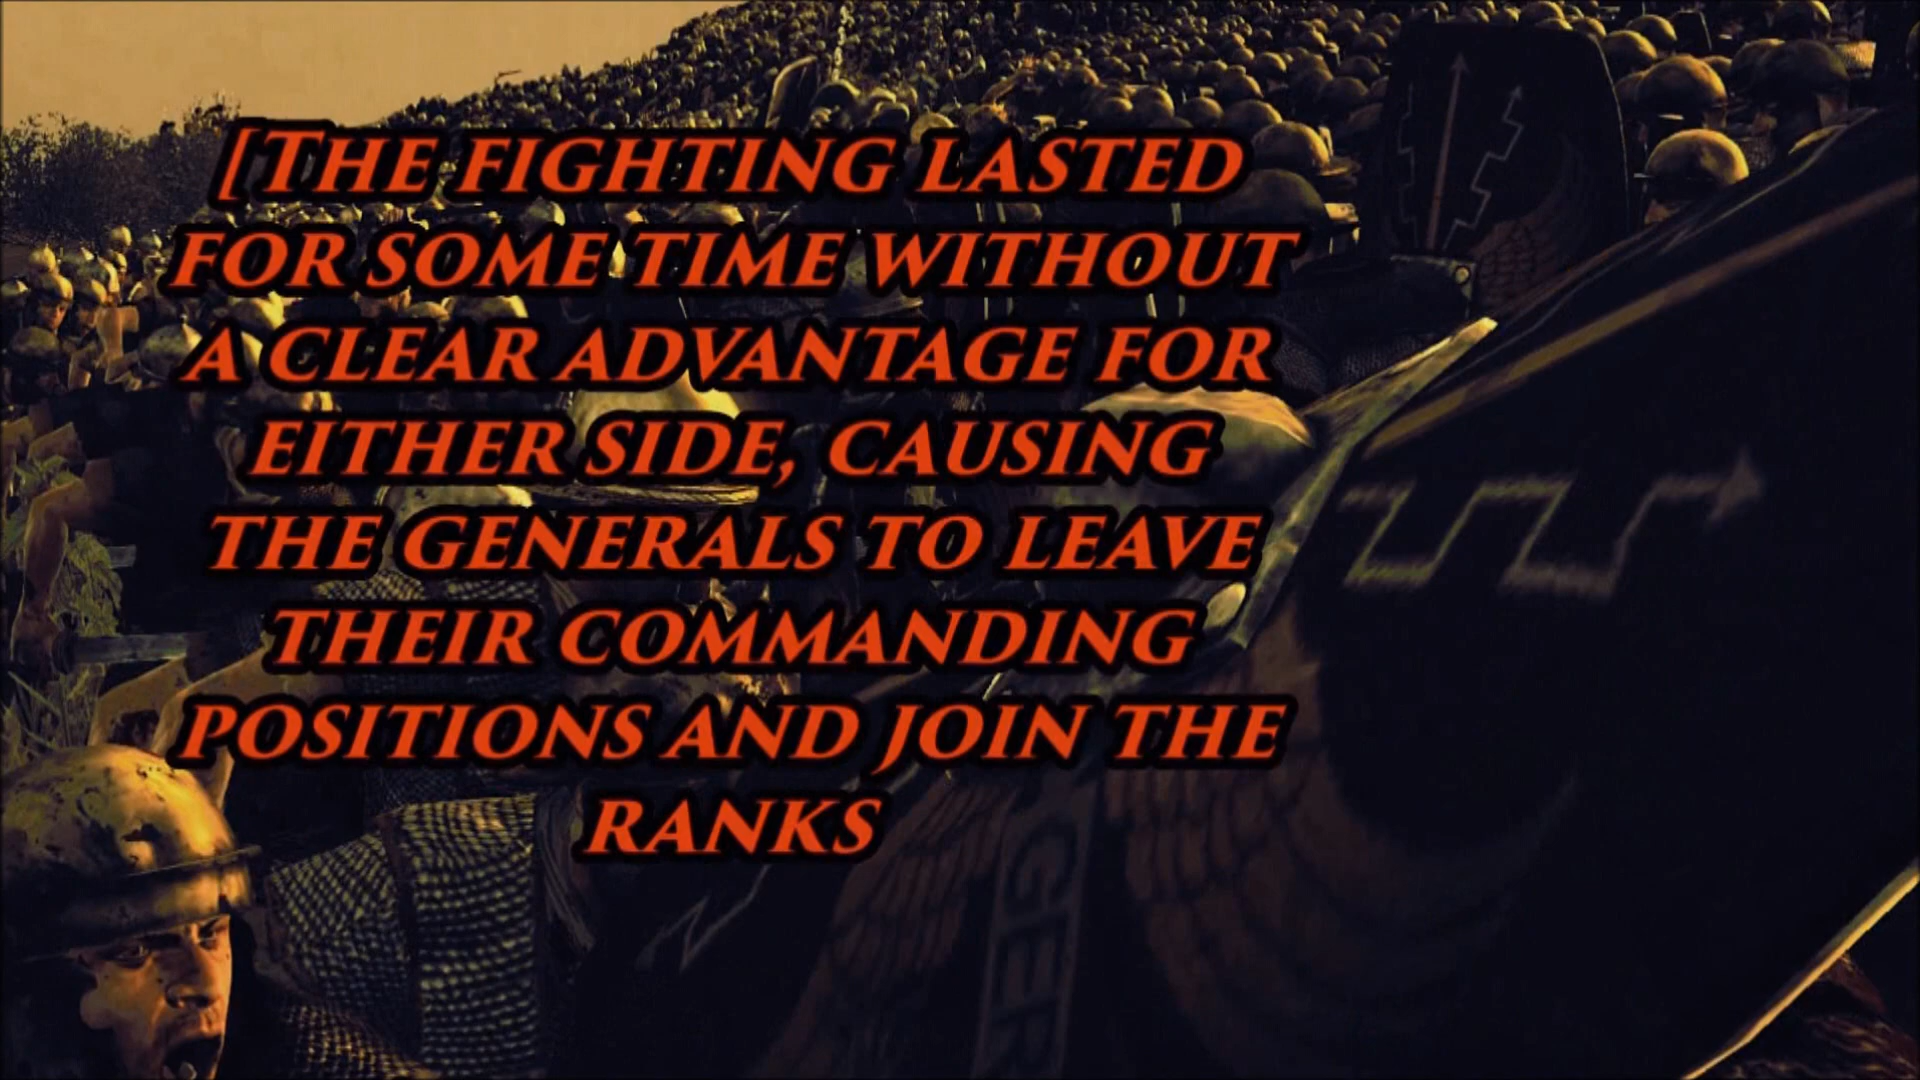 [The fighting lasted
for some time without
a clear advantage for
either side, causing
the generals to leave
their commanding
positions and join the
ranks